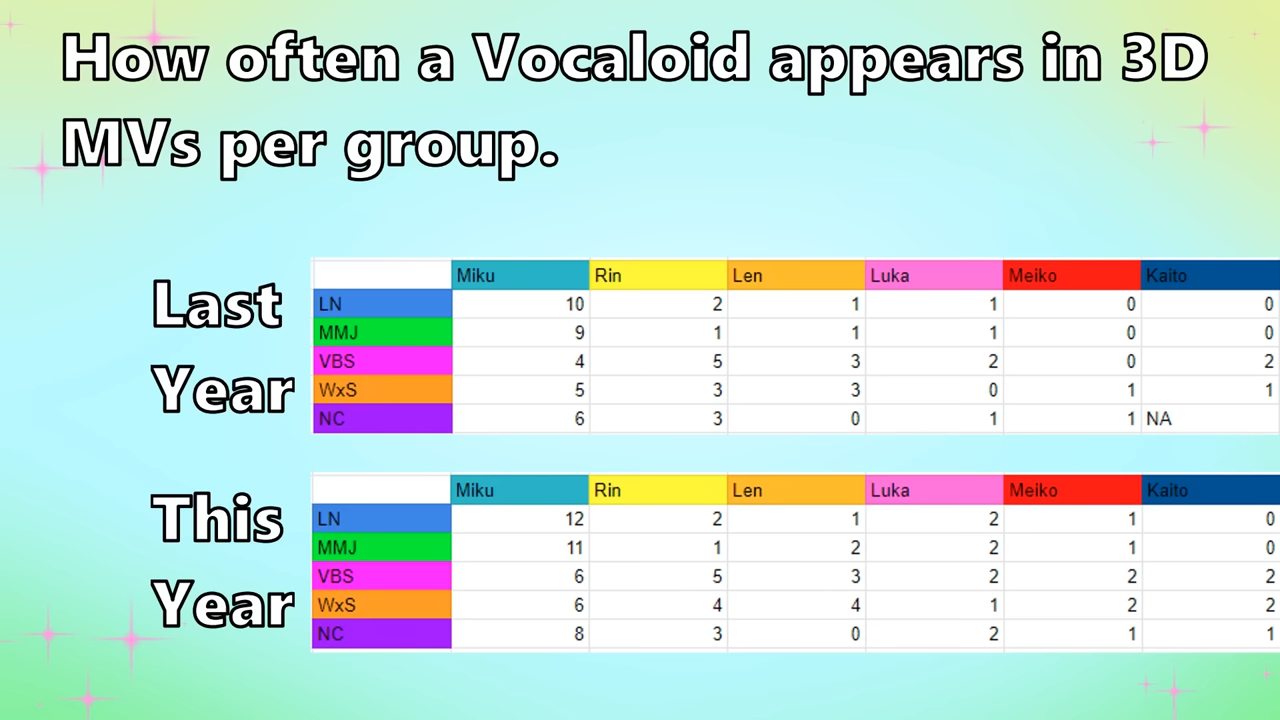 How often a Vocaloid appears in 3D
MVs per group.
Last
Year
Miku Rin Len Luka Meiko Kaito
LN 10 2 1 1 0 0
MMJ 9 1 1 1 0 0
VBS 4 5 3 2 0 2
WxS 5 3 3 0 1 1
NC 6 3 0 1 1 NA
This
Year
Miku Rin Len Luka Meiko Kaito
LN 12 2 1 2 1 0
MMJ 11 1 2 2 1 0
VBS 6 5 3 2 2 2
WxS 6 4 4 1 2 2
NC 8 3 0 2 1 1